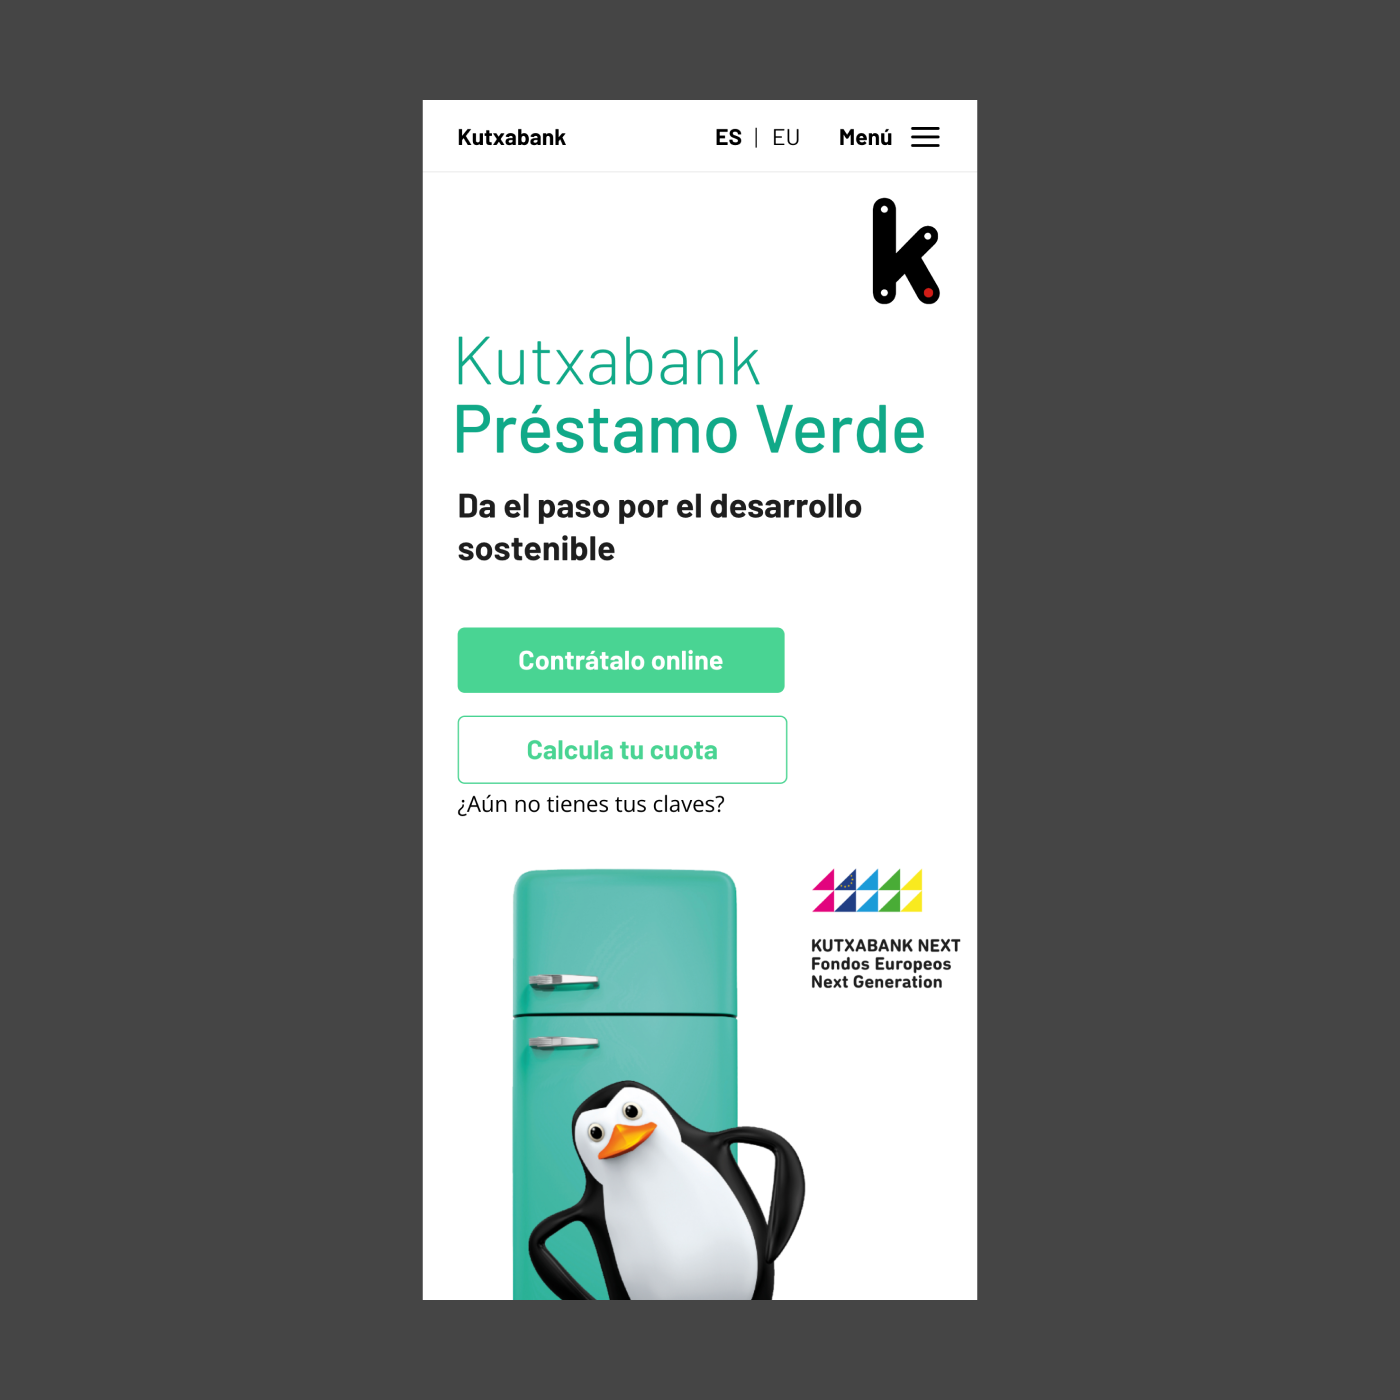 Kutxabank
ES | EU
Menú
k
Kutxabank
Préstamo Verde
Da el paso por el desarrollo
sostenible
Contrátalo online
Calcula tu cuota
¿Aún no tienes tus claves?
KUTXABANK NEXT
Fondos Europeos
Next Generation